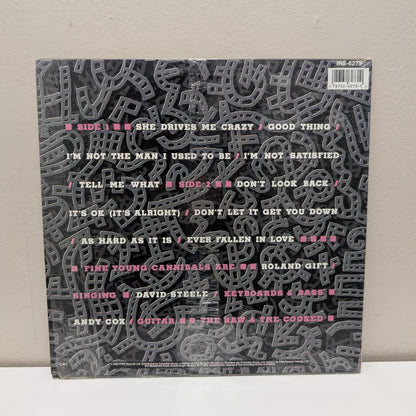 IRS-6273
SIDE 1 SHE DRIVES ME CRAZY / GOOD THING /
I'M NOT THE MAN I USED TO BE / I'M NOT SATISFIED
/ TELL ME WHAT SIDE 2 DON'T LOOK BACK /
IT'S OK (IT'S ALRIGHT) / DON'T LET IT GET YOU DOWN
/ AS HARD AS IT IS / EVER FALLEN IN LOVE
FINE YOUNG CANNIBALS ARE ROLAND GIFT /
SINGING DAVID STEELE / KEYBOARDS & BASS
ANDY COX / GUITAR & THE RAW & THE COOKED